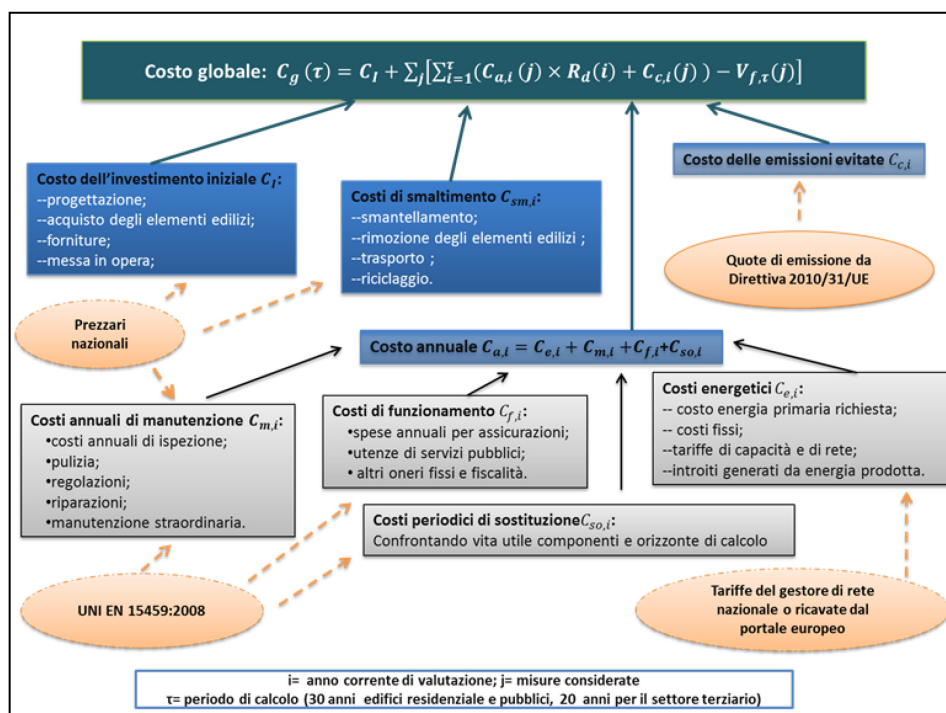 Costo globale: C_g (τ) = C_I + ∑_j[∑_{i=1}^τ(C_{a,i} (j) × R_d(i) + C_{c,i}(j) ) − V_{f,τ}(j)]
Costo dell'investimento iniziale C_I:
--progettazione;
--acquisto degli elementi edilizi;
--forniture;
--messa in opera;
Costi di smaltimento C_{sm,i}:
--smantellamento;
--rimozione degli elementi edilizi ;
--trasporto ;
--riciclaggio.
Costo delle emissioni evitate C_{c,i}
Quote di emissione da
Direttiva 2010/31/UE
Prezzari
nazionali
Costo annuale C_{a,i} = C_{e,i} + C_{m,i} +C_{f,i}+C_{so,i}
Costi annuali di manutenzione C_{m,i}:
•costi annuali di ispezione;
•pulizia;
•regolazioni;
•riparazioni;
•manutenzione straordinaria.
Costi di funzionamento C_{f,i}:
•spese annuali per assicurazioni;
•utenze di servizi pubblici;
• altri oneri fissi e fiscalità.
Costi energetici C_{e,i}:
-- costo energia primaria richiesta;
-- costi fissi;
--tariffe di capacità e di rete;
--introiti generati da energia prodotta.
Costi periodici di sostituzioneC_{so,i}:
Confrontando vita utile componenti e orizzonte di calcolo
UNI EN 15459:2008
Tariffe del gestore di rete
nazionale o ricavate dal
portale europeo
i= anno corrente di valutazione; j= misure considerate
τ= periodo di calcolo (30 anni edifici residenziale e pubblici, 20 anni per il settore terziario)